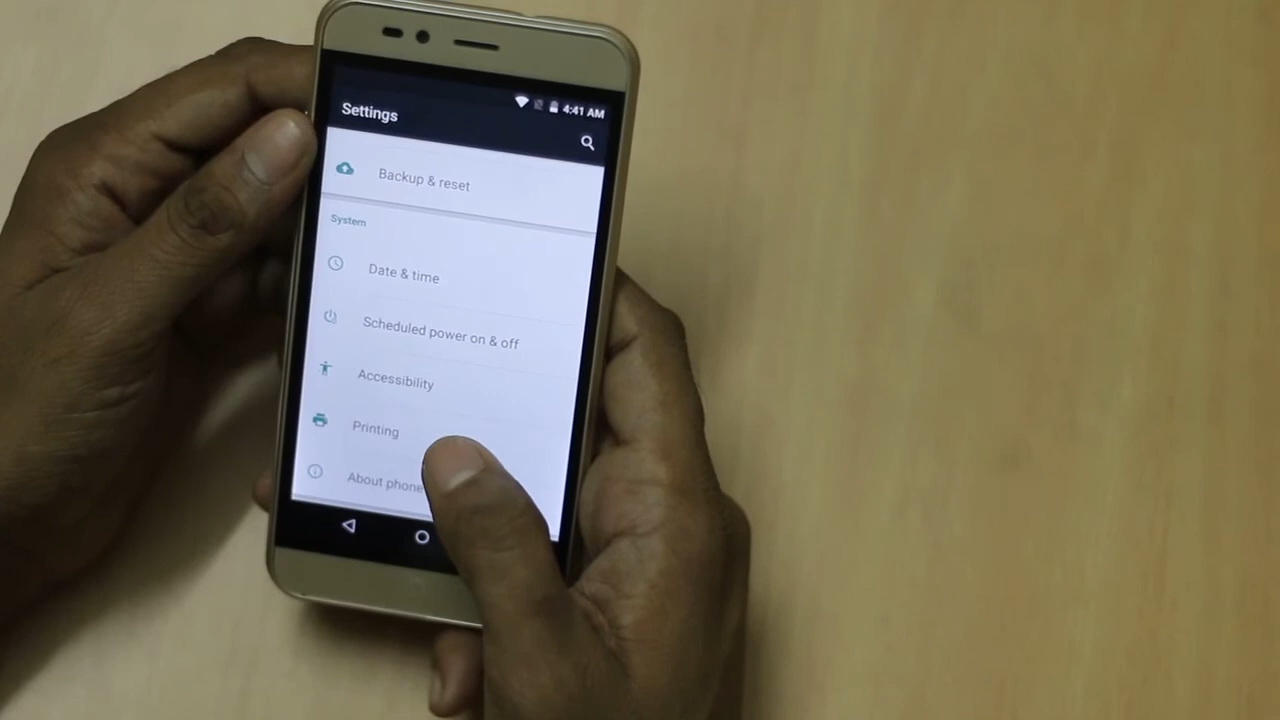 4:41 AM
Settings
Backup & reset
System
Date & time
Scheduled power on & off
Accessibility
Printing
About phone